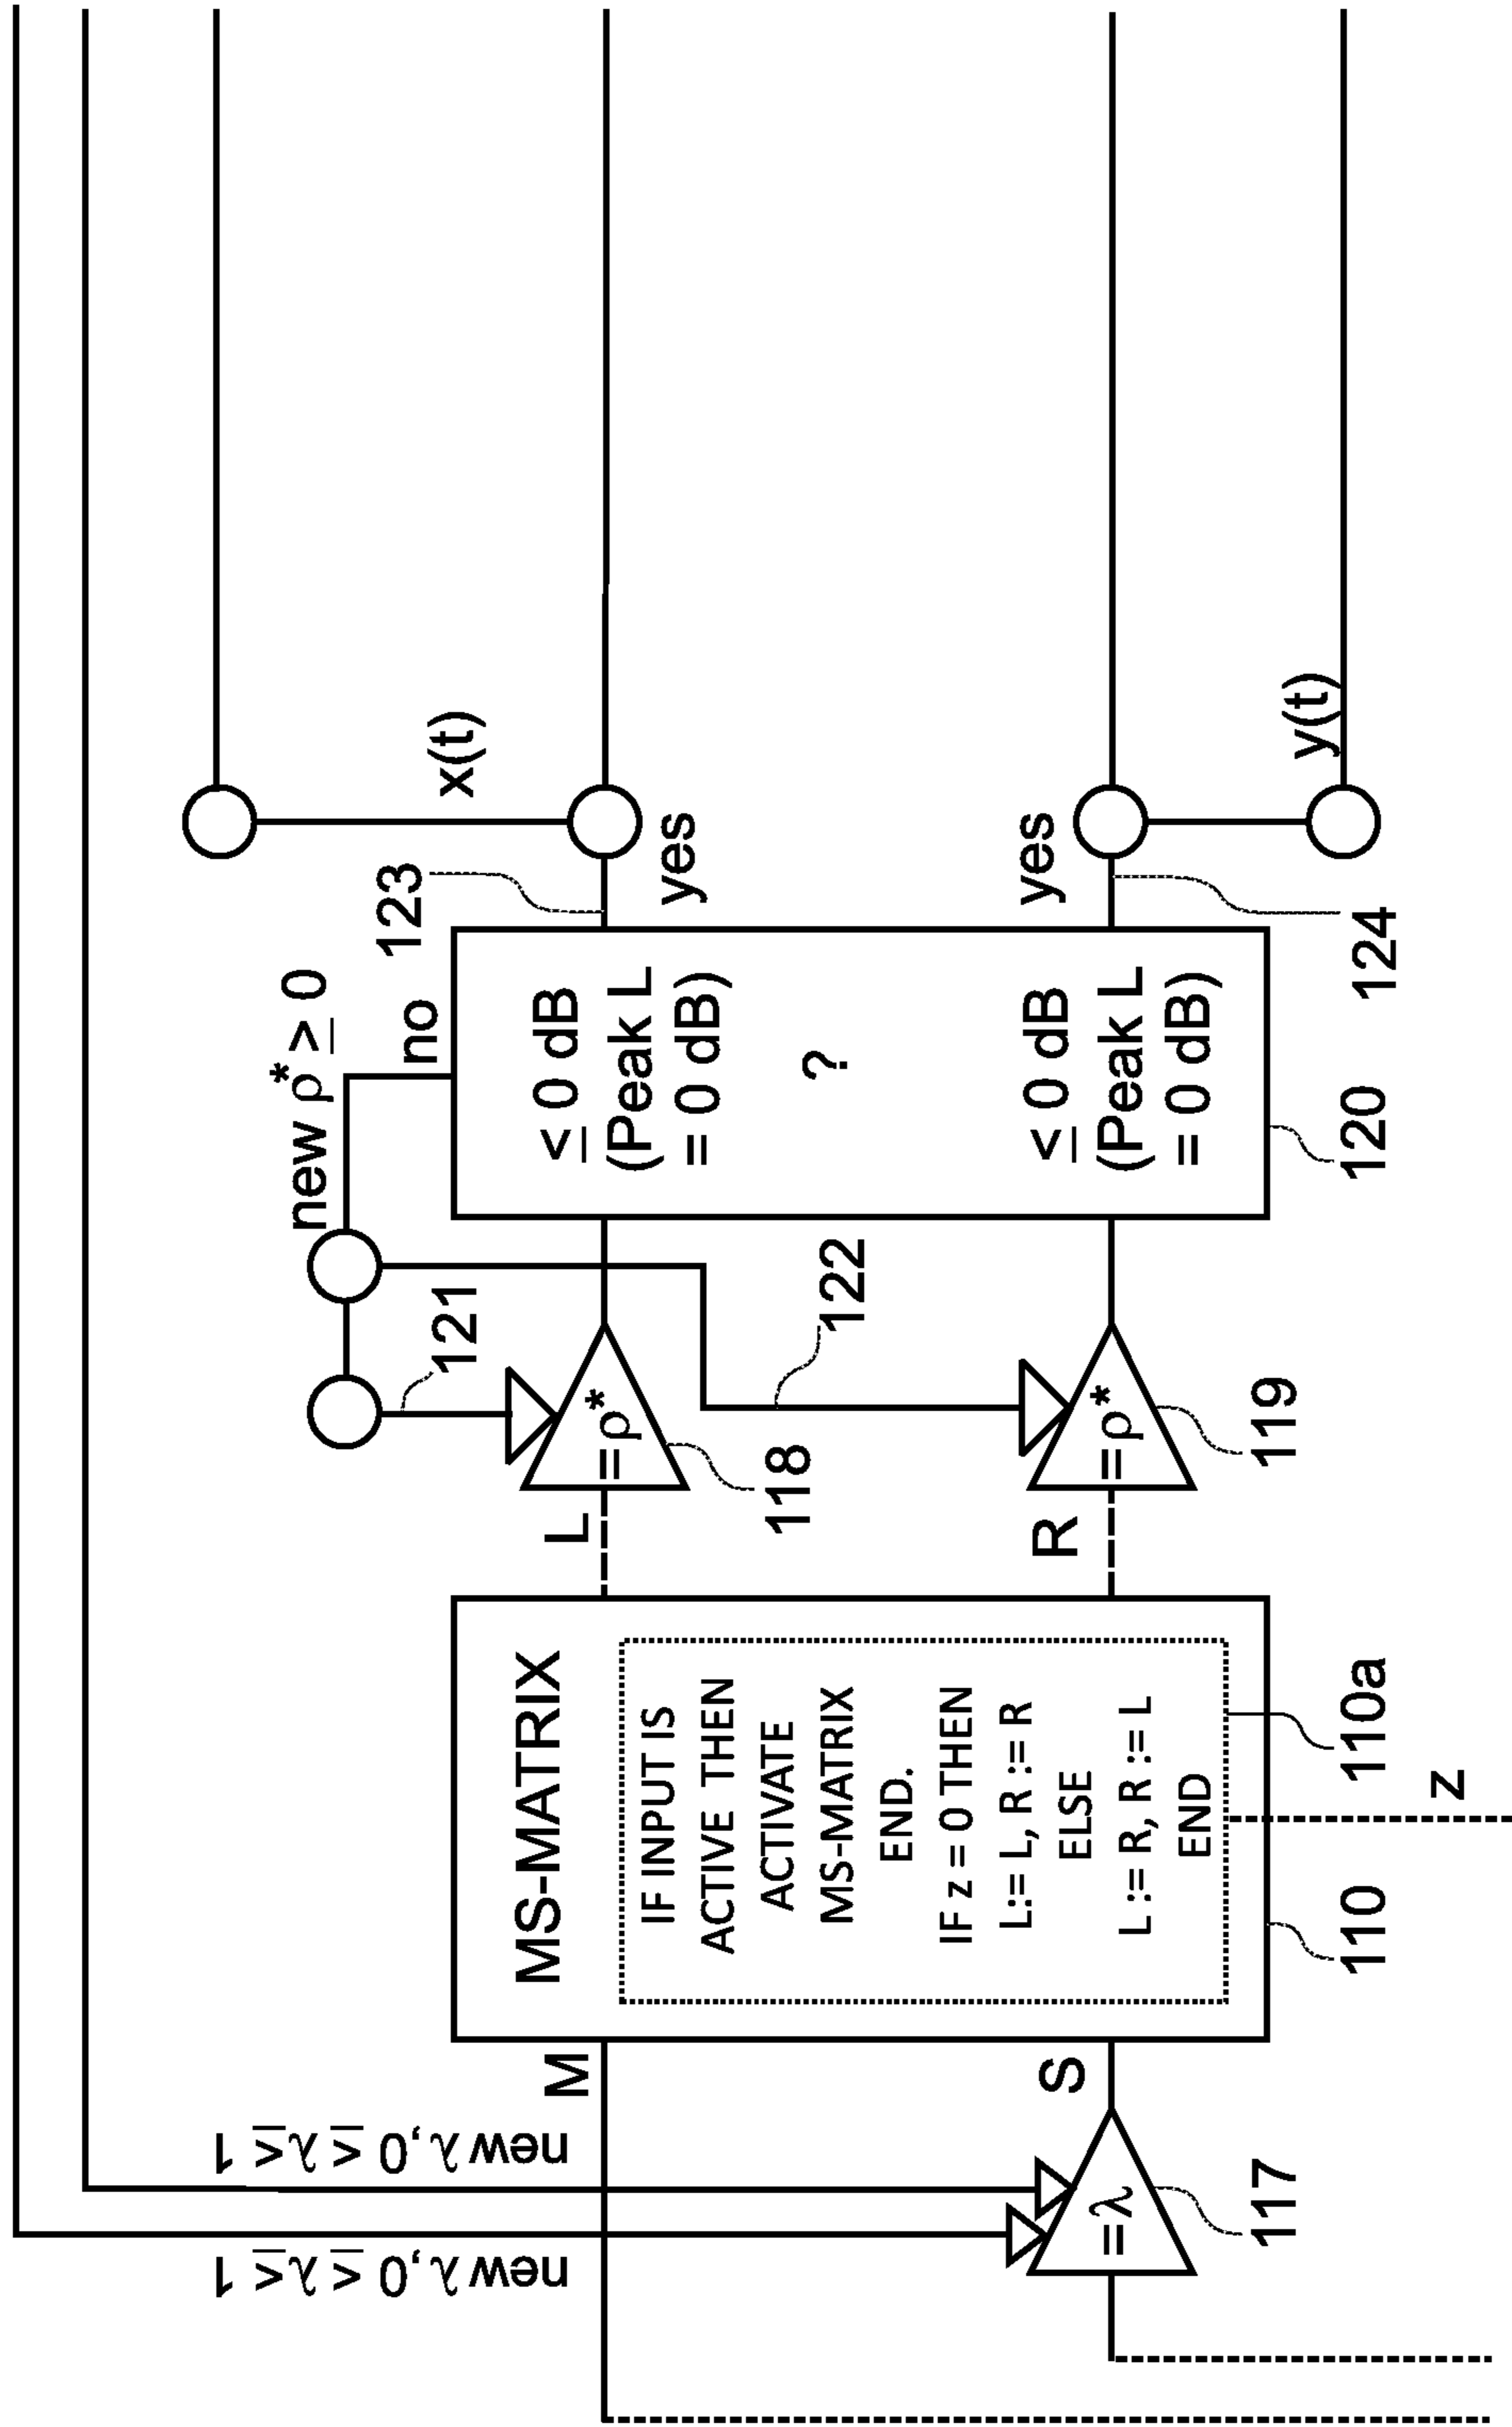 new λ, 0 ≤ λ ≤ 1
new λ, 0 ≤ λ ≤ 1
M
S
= λ
117
MS-MATRIX
IF INPUT IS
ACTIVE THEN
ACTIVATE
MS-MATRIX
END.
IF z = 0 THEN
L:= L, R := R
ELSE
L := R, R := L
END
110
110a
z
L
R
= ρ*
118
= ρ*
119
121
122
new ρ* ≥ 0
no
≤ 0 dB
(Peak L
= 0 dB)
?
≤ 0 dB
(Peak L
= 0 dB)
120
123
yes
yes
124
x(t)
y(t)